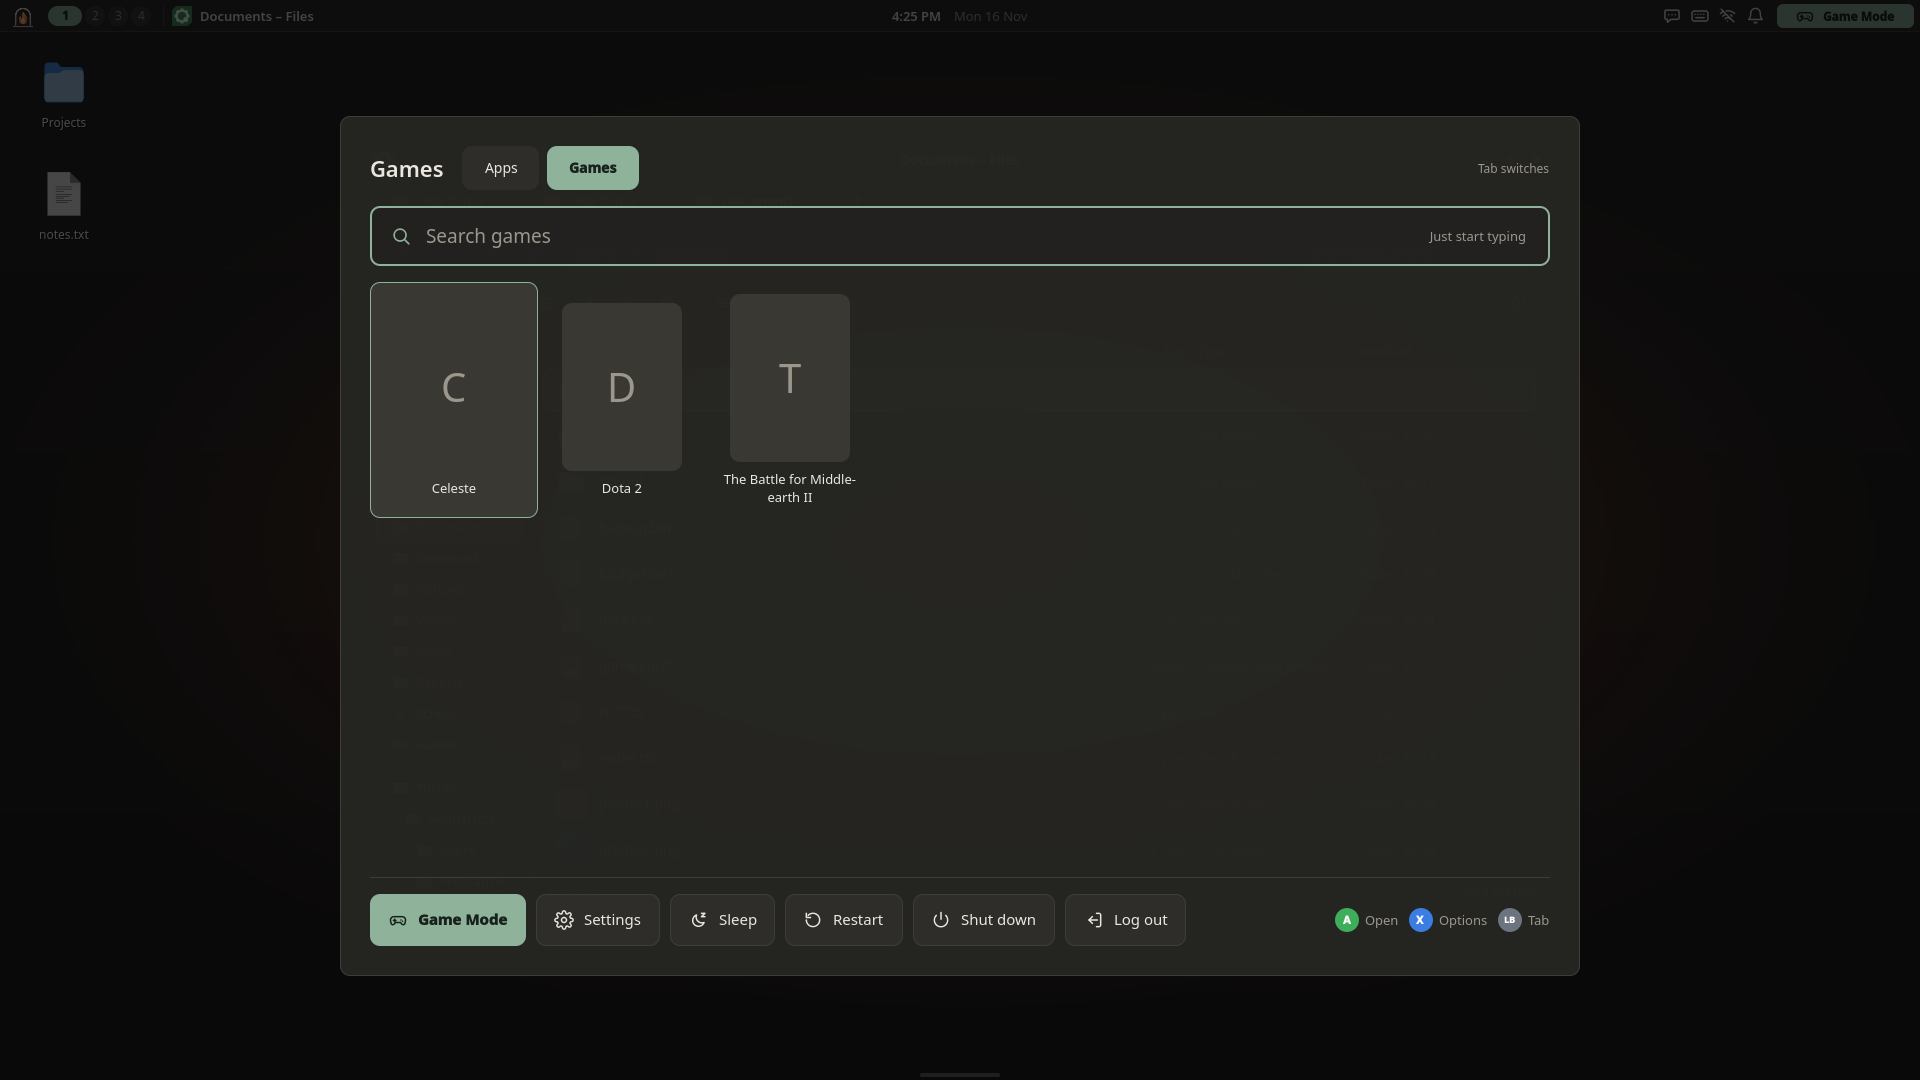 1 2 3 4 Documents – Files 4:25 PM Mon 16 Nov Game Mode
Projects
notes.txt
Games Apps Games Tab switches
Search games Just start typing
C D T
Celeste Dota 2 The Battle for Middle-
earth II
Game Mode Settings Sleep Restart Shut down Log out A Open X Options LB Tab